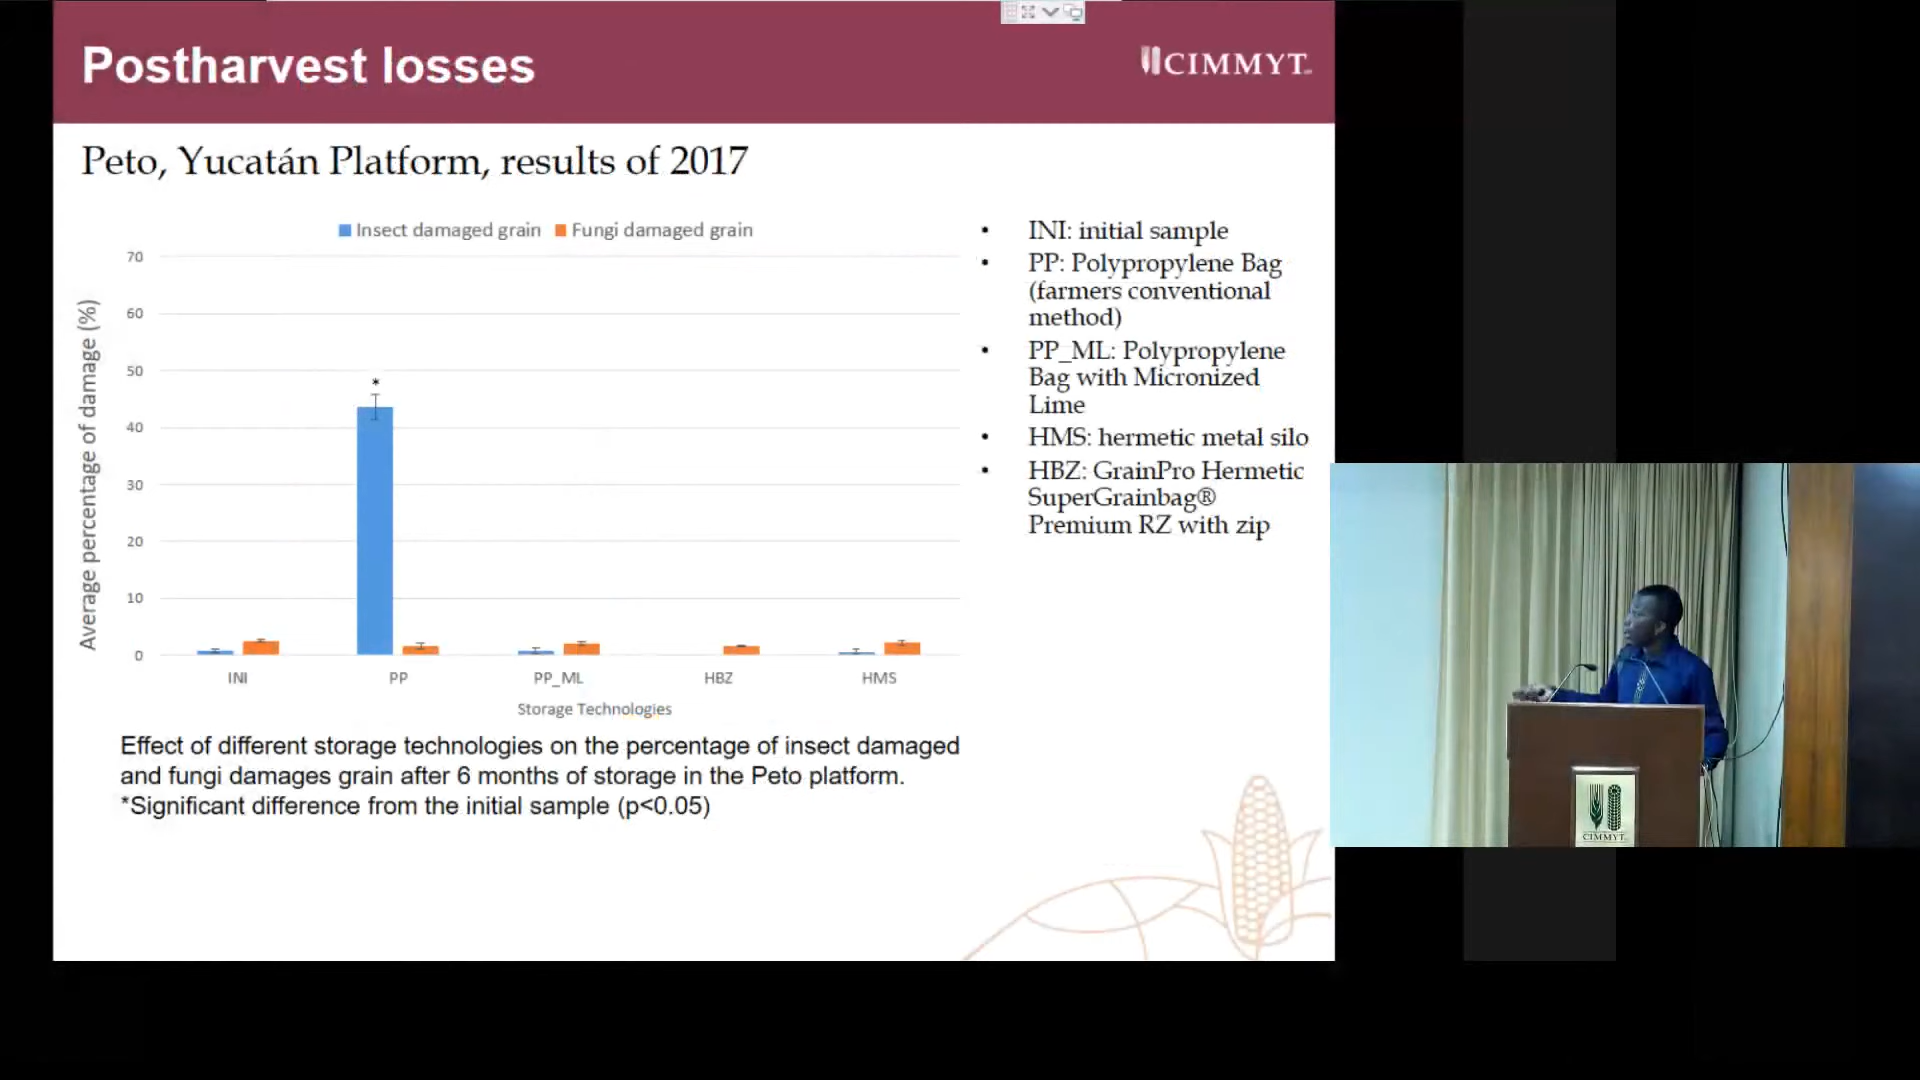 Postharvest losses
CIMMYT
Peto, Yucatán Platform, results of 2017
Insect damaged grain
Fungi damaged grain
70
60
50
40
30
20
10
0
*
Average percentage of damage (%)
INI
PP
PP_ML
HBZ
HMS
Storage Technologies
• INI: initial sample
• PP: Polypropylene Bag
(farmers conventional
method)
• PP_ML: Polypropylene
Bag with Micronized
Lime
• HMS: hermetic metal silo
• HBZ: GrainPro Hermetic
SuperGrainbag®
Premium RZ with zip
Effect of different storage technologies on the percentage of insect damaged
and fungi damages grain after 6 months of storage in the Peto platform.
*Significant difference from the initial sample (p<0.05)
CIMMYT